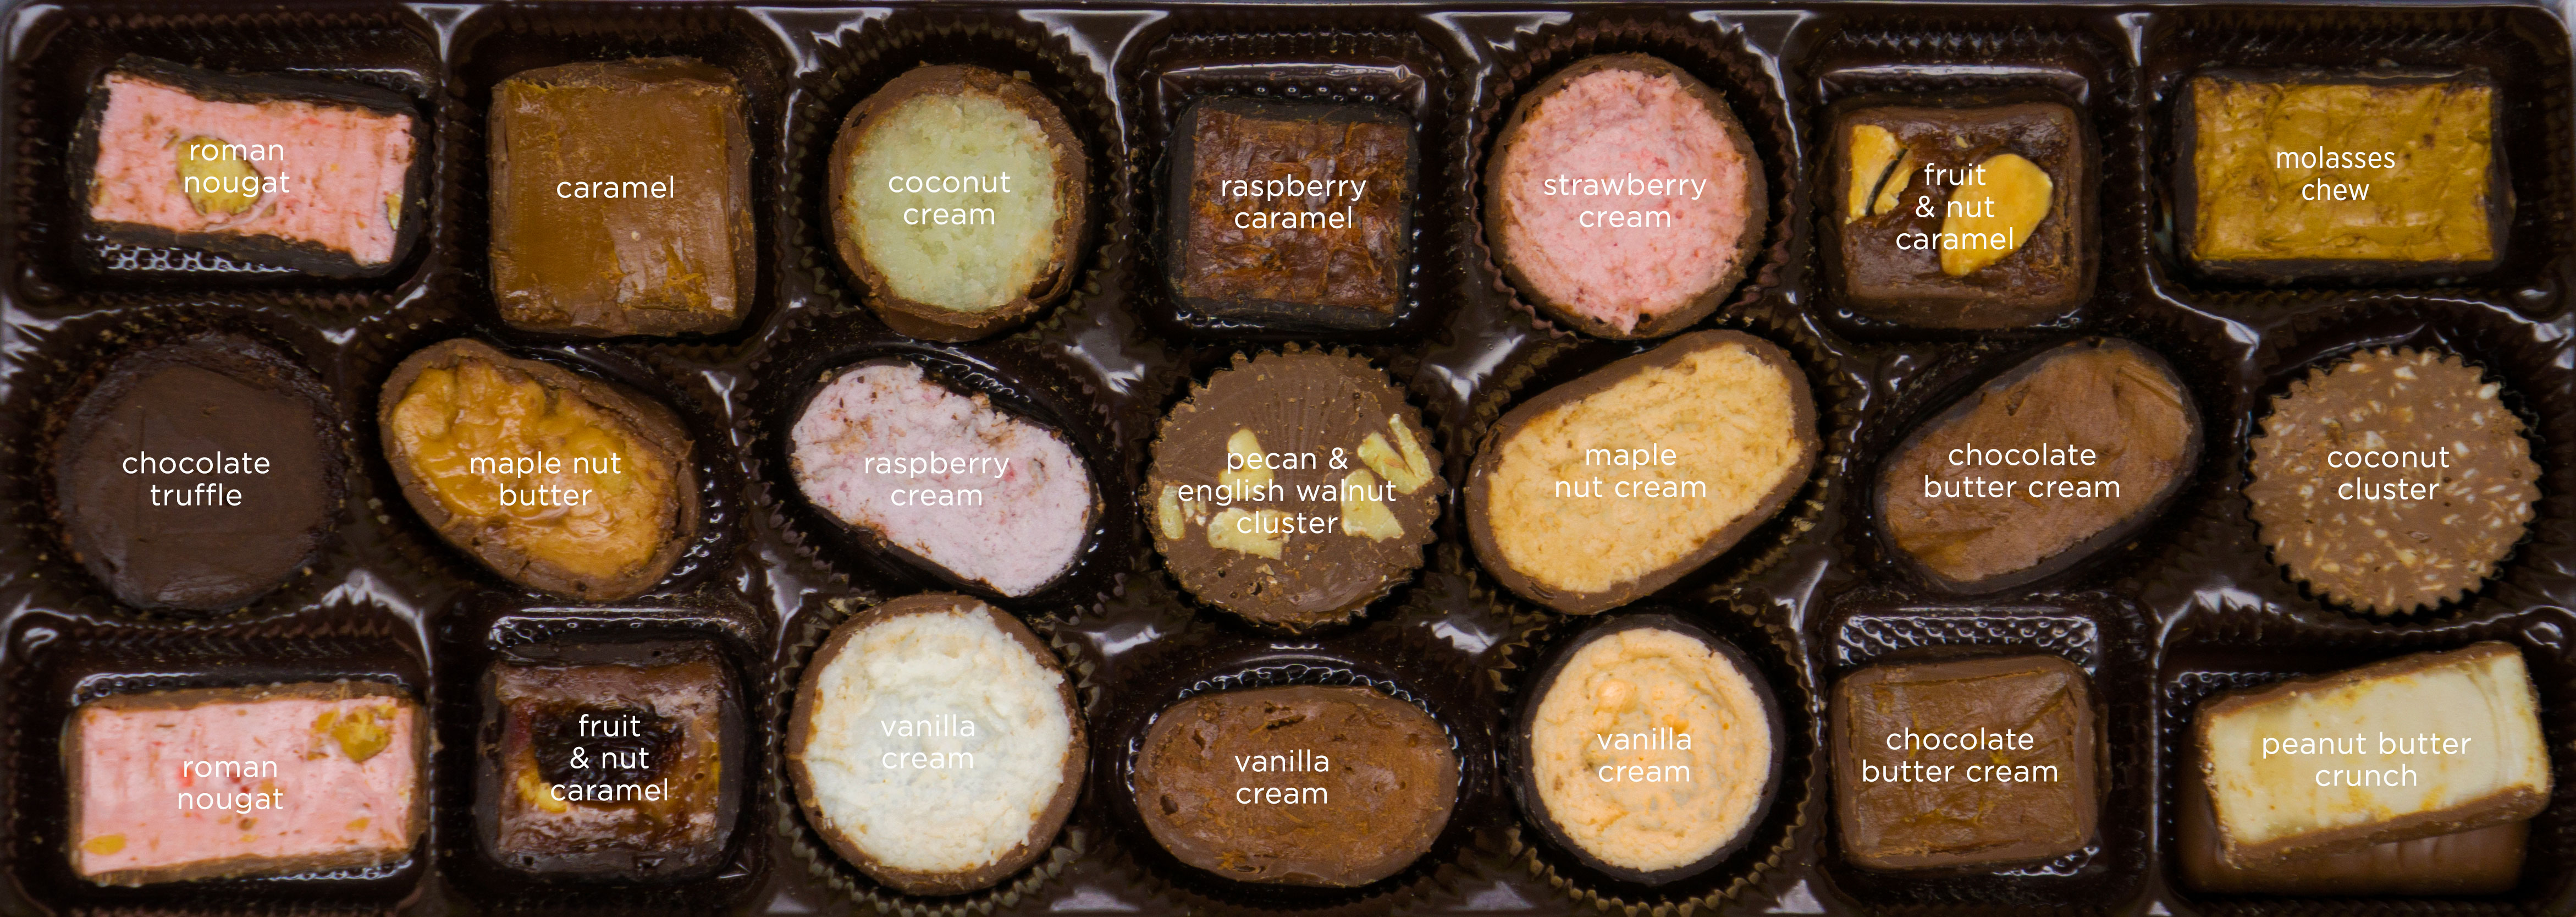 roman
nougat
caramel
coconut
cream
raspberry
caramel
strawberry
cream
fruit
& nut
caramel
molasses
chew
chocolate
truffle
maple nut
butter
raspberry
cream
pecan &
english walnut
cluster
maple
nut cream
chocolate
butter cream
coconut
cluster
roman
nougat
fruit
& nut
caramel
vanilla
cream
vanilla
cream
vanilla
cream
chocolate
butter cream
peanut butter
crunch